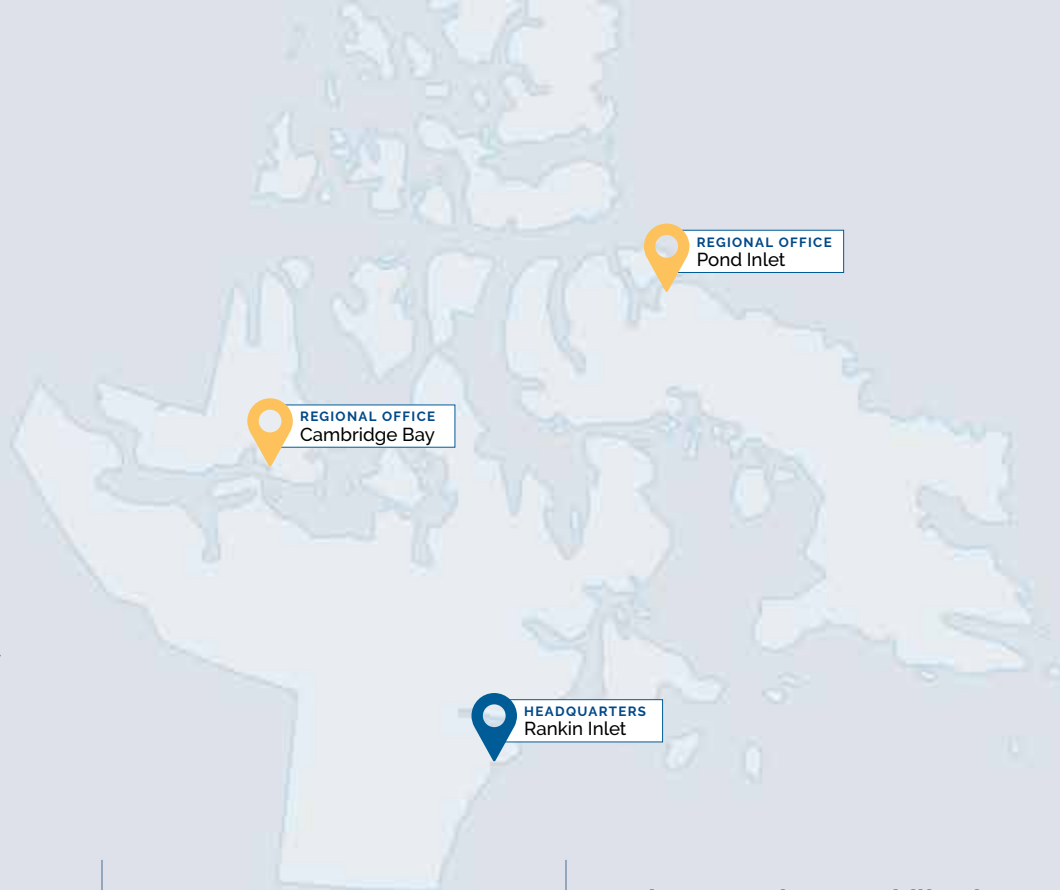 REGIONAL OFFICE
Pond Inlet
REGIONAL OFFICE
Cambridge Bay
HEADQUARTERS
Rankin Inlet